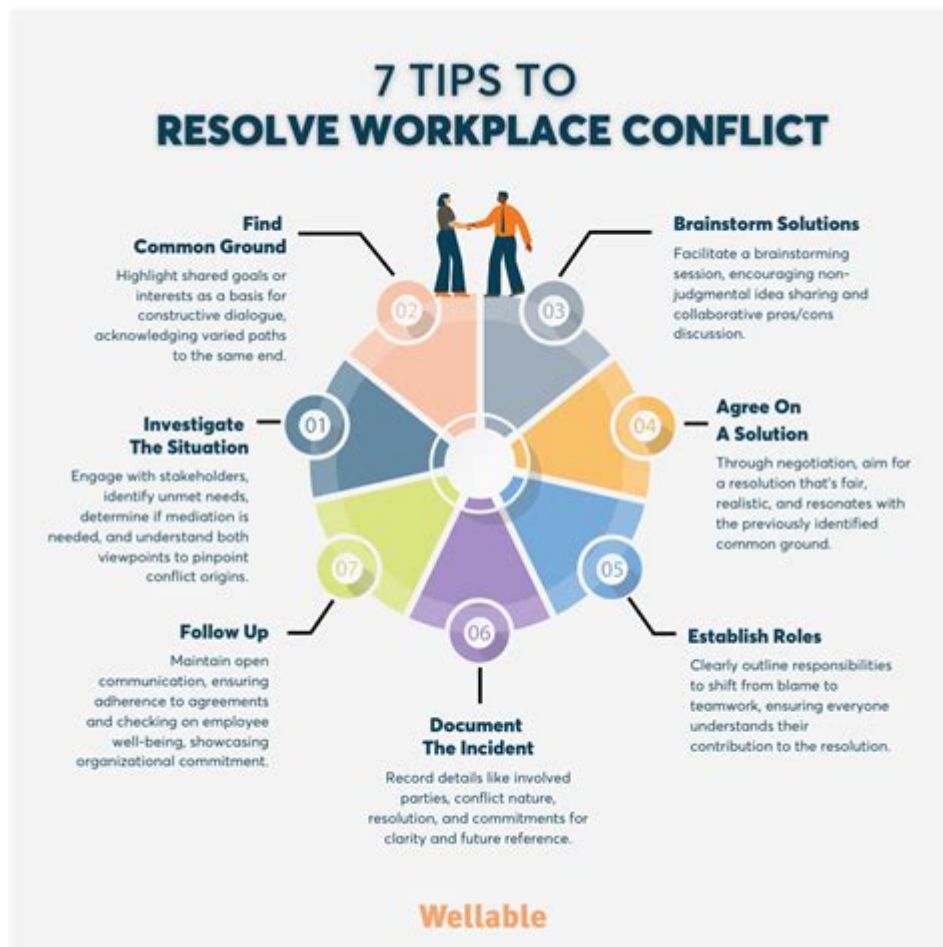 7 TIPS TO
RESOLVE WORKPLACE CONFLICT
01
Investigate
The Situation
Engage with stakeholders,
identify unmet needs,
determine if mediation is
needed, and understand both
viewpoints to pinpoint
conflict origins.
02
Find
Common Ground
Highlight shared goals or
interests as a basis for
constructive dialogue,
acknowledging varied paths
to the same end.
03
Brainstorm Solutions
Facilitate a brainstorming
session, encouraging non-
judgmental idea sharing and
collaborative pros/cons
discussion.
04
Agree On
A Solution
Through negotiation, aim for
a resolution that's fair,
realistic, and resonates with
the previously identified
common ground.
05
Establish Roles
Clearly outline responsibilities
to shift from blame to
teamwork, ensuring everyone
understands their
contribution to the resolution.
06
Document
The Incident
Record details like involved
parties, conflict nature,
resolution, and commitments for
clarity and future reference.
07
Follow Up
Maintain open
communication, ensuring
adherence to agreements
and checking on employee
well-being, showcasing
organizational commitment.
Wellable